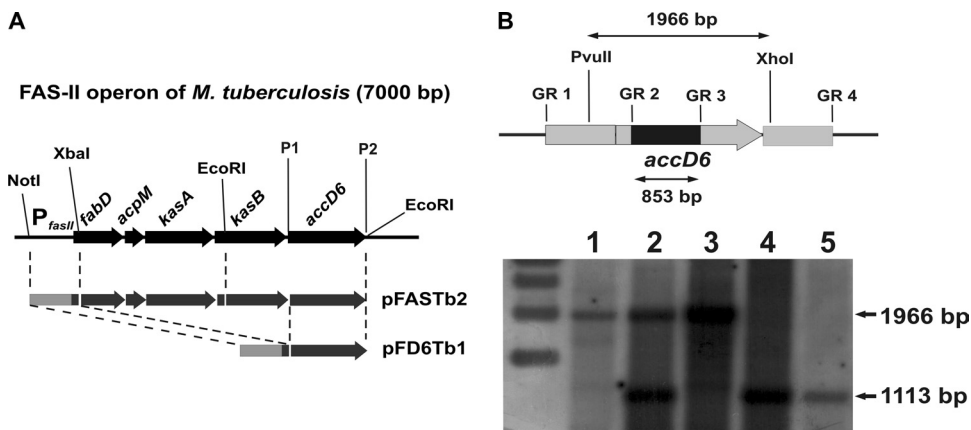 A
FAS-II operon of M. tuberculosis (7000 bp)
NotI
XbaI
EcoRI
P1
P2
EcoRI
PfasII
fabD
acpM
kasA
kasB
accD6
pFASTb2
pFD6Tb1
B
1966 bp
PvuII
XhoI
GR 1
GR 2
GR 3
GR 4
accD6
853 bp
1 2 3 4 5
1966 bp
1113 bp